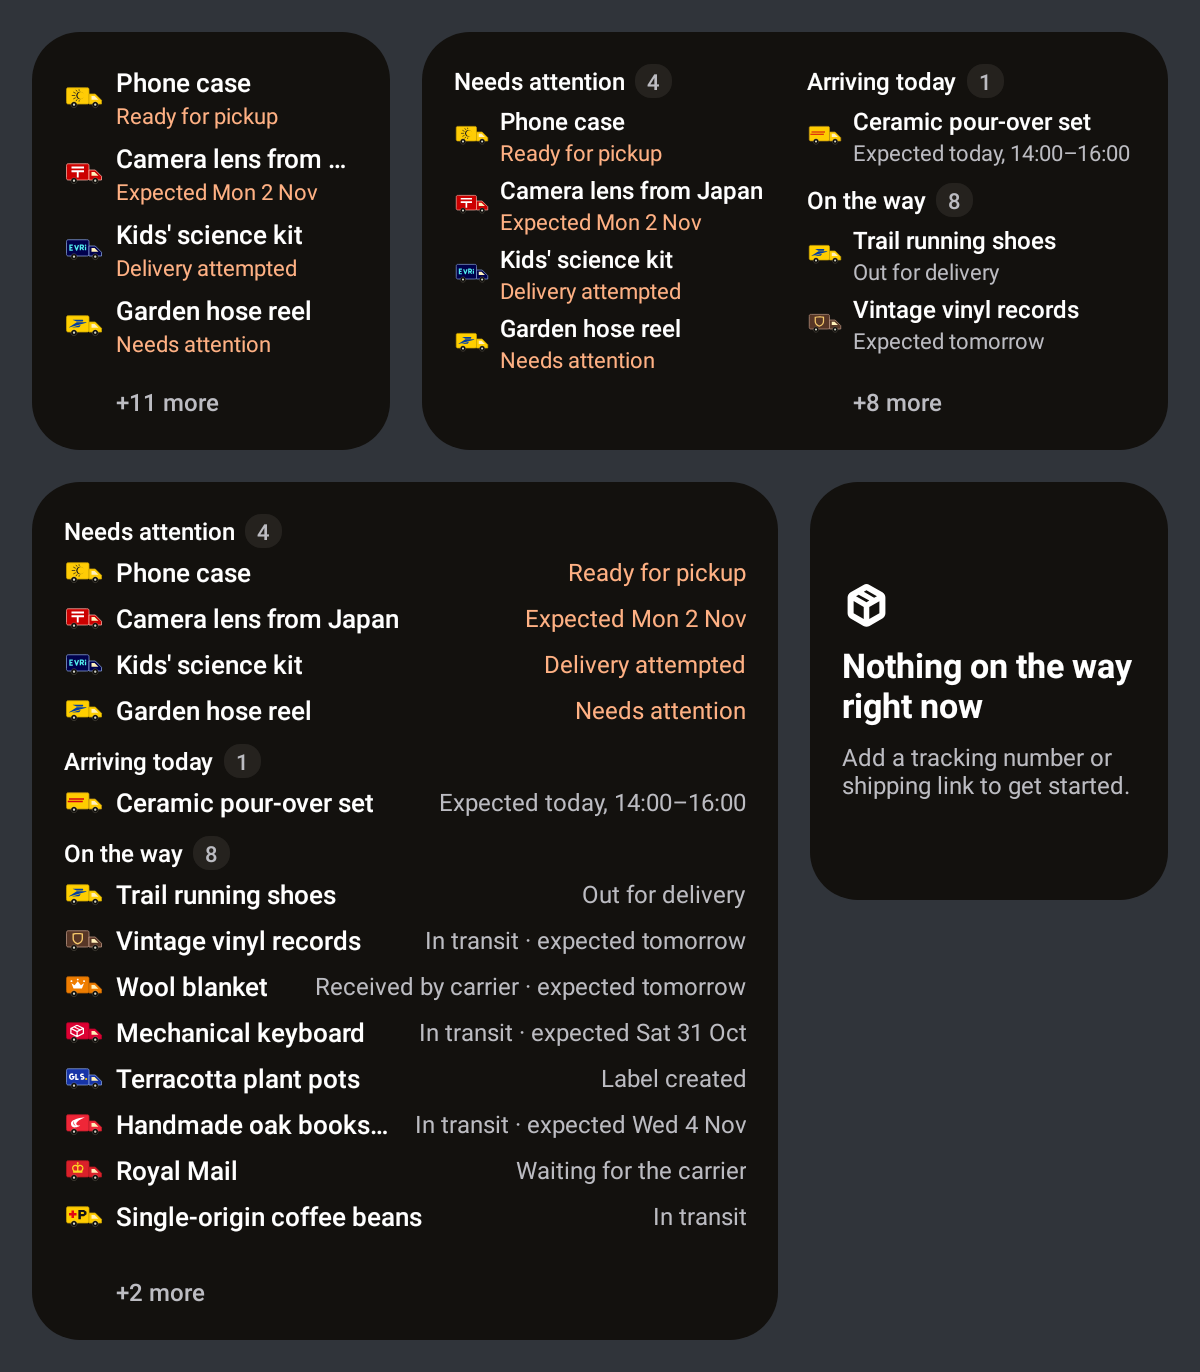 Phone case
Ready for pickup
Camera lens from ...
Expected Mon 2 Nov
EVRi
Kids' science kit
Delivery attempted
Garden hose reel
Needs attention
+11 more
Needs attention 4
Phone case
Ready for pickup
Camera lens from Japan
Expected Mon 2 Nov
EVRi
Kids' science kit
Delivery attempted
Garden hose reel
Needs attention
Arriving today 1
Ceramic pour-over set
Expected today, 14:00–16:00
On the way 8
Trail running shoes
Out for delivery
Vintage vinyl records
Expected tomorrow
+8 more
Needs attention 4
Phone case Ready for pickup
Camera lens from Japan Expected Mon 2 Nov
EVRi Kids' science kit Delivery attempted
Garden hose reel Needs attention
Arriving today 1
Ceramic pour-over set Expected today, 14:00–16:00
On the way 8
Trail running shoes Out for delivery
Vintage vinyl records In transit · expected tomorrow
Wool blanket Received by carrier · expected tomorrow
Mechanical keyboard In transit · expected Sat 31 Oct
GLS. Terracotta plant pots Label created
Handmade oak books... In transit · expected Wed 4 Nov
Royal Mail Waiting for the carrier
P Single-origin coffee beans In transit
+2 more
Nothing on the way
right now
Add a tracking number or
shipping link to get started.